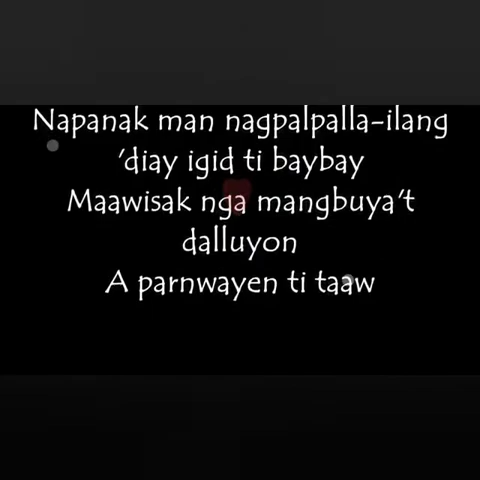 Napanak man nagpalpalla-ilang
'diay igid ti baybay
Maawisak nga mangbuya't
dalluyon
A parnwayen ti taaw